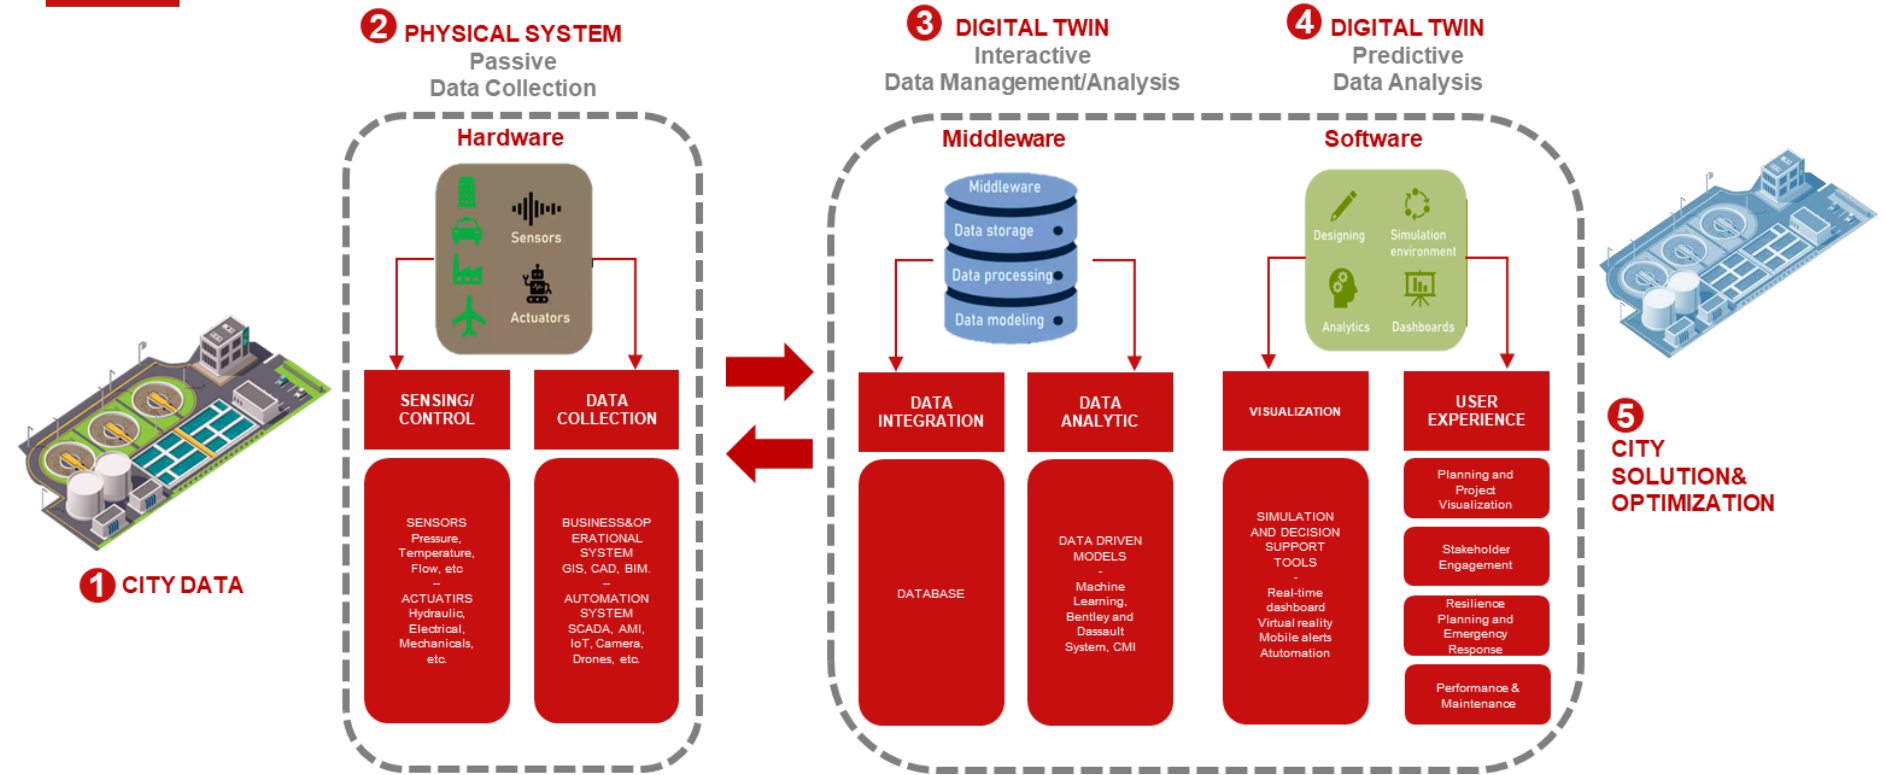 2 PHYSICAL SYSTEM
Passive
Data Collection
3 DIGITAL TWIN
Interactive
Data Management/Analysis
4 DIGITAL TWIN
Predictive
Data Analysis
Hardware
Sensors
Actuators
SENSING/
CONTROL
DATA
COLLECTION
SENSORS
Pressure,
Temperature,
Flow, etc
--
ACTUATIRS
Hydraulic,
Electrical,
Mechanicals,
etc.
BUSINESS&OP
ERATIONAL
SYSTEM
GIS, CAD, BIM.
--
AUTOMATION
SYSTEM
SCADA, AMI,
IoT, Camera,
Drones, etc.
Middleware
Middleware
Data storage
Data processing
Data modeling
DATA
INTEGRATION
DATA
ANALYTIC
DATABASE
DATA DRIVEN
MODELS
-
Machine
Learning,
Bentley and
Dassault
System, CMI
Software
Designing
Simulation
environment
Analytics
Dashboards
VISUALIZATION
USER
EXPERIENCE
SIMULATION
AND DECISION
SUPPORT
TOOLS
-
Real-time
dashboard
Virtual reality
Mobile alerts
Atutomation
Planning and
Project
Visualization
Stakeholder
Engagement
Resilience
Planning and
Emergency
Response
Performance &
Maintenance
1 CITY DATA
5
CITY
SOLUTION&
OPTIMIZATION